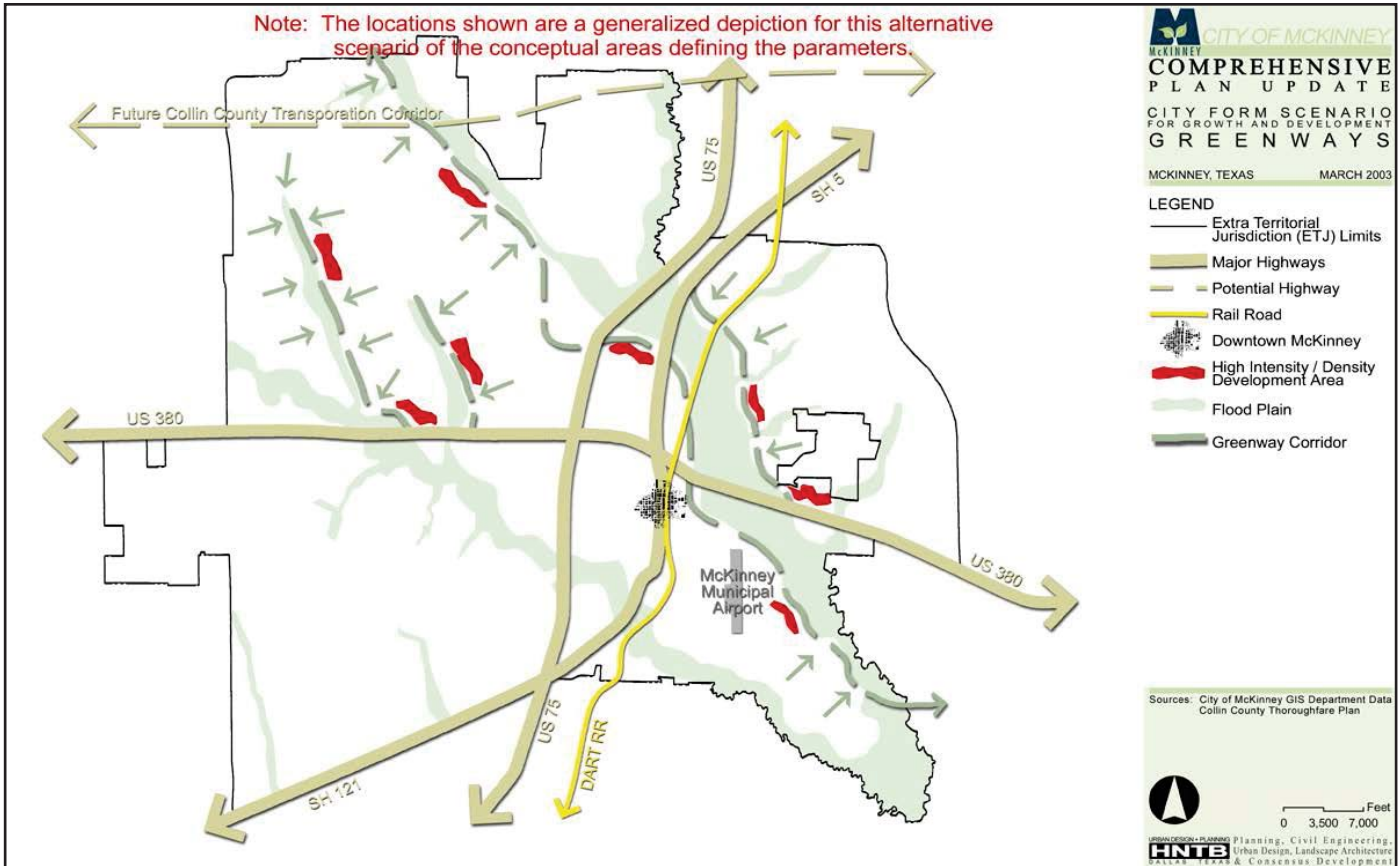 Note: The locations shown are a generalized depiction for this alternative
scenario of the conceptual areas defining the parameters.
Future Collin County Transporation Corridor
US 75
SH 5
US 380
McKinney
Municipal
Airport
US 380
US 75
DART RR
SH 121
McKINNEY
CITY OF MCKINNEY
COMPREHENSIVE
PLAN UPDATE
CITY FORM SCENARIO
FOR GROWTH AND DEVELOPMENT
GREENWAYS
MCKINNEY, TEXAS MARCH 2003
LEGEND
Extra Territorial
Jurisdiction (ETJ) Limits
Major Highways
Potential Highway
Rail Road
Downtown McKinney
High Intensity / Density
Development Area
Flood Plain
Greenway Corridor
Sources: City of McKinney GIS Department Data
Collin County Thoroughfare Plan
Feet
0 3,500 7,000
URBAN DESIGN + PLANNING
HNTB
DALLAS, TEXAS
Planning, Civil Engineering,
Urban Design, Landscape Architecture
& Consensus Development